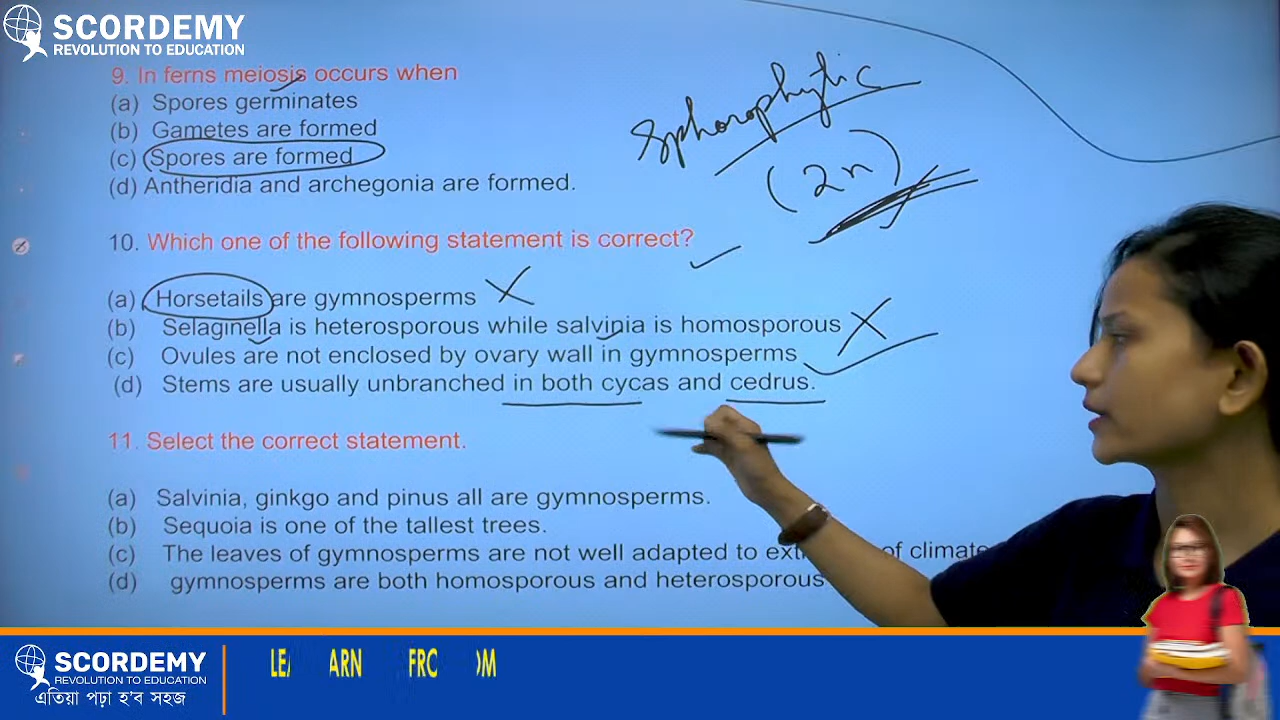 SCORDEMY
REVOLUTION TO EDUCATION
9. In ferns meiosis occurs when
(a) Spores germinates
(b) Gametes are formed
(c) Spores are formed
(d) Antheridia and archegonia are formed.
Sphorophytic
(2n)
10. Which one of the following statement is correct?
(a) Horsetails are gymnosperms
(b) Selaginella is heterosporous while salvinia is homosporous
(c) Ovules are not enclosed by ovary wall in gymnosperms
(d) Stems are usually unbranched in both cycas and cedrus.
11. Select the correct statement.
(a) Salvinia, ginkgo and pinus all are gymnosperms.
(b) Sequoia is one of the tallest trees.
(c) The leaves of gymnosperms are not well adapted to of climate
(d) gymnosperms are both homosporous and heterosporous
SCORDEMY
REVOLUTION TO EDUCATION
এতিয়া পঢ়া হ'ব সহজ